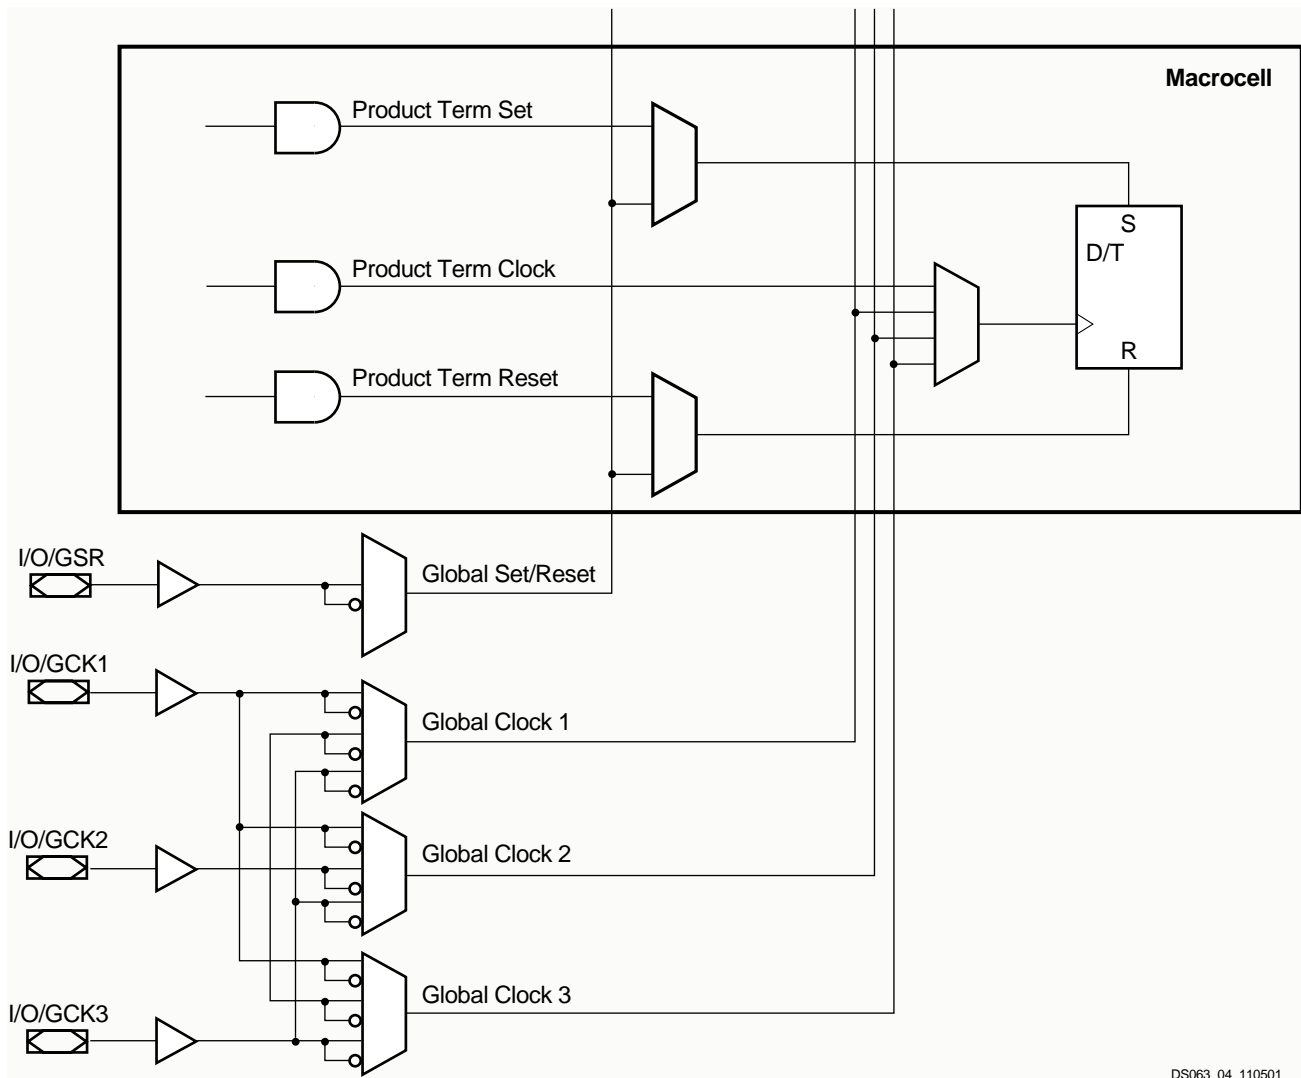 Macrocell
Product Term Set
S
D/T
Product Term Clock
R
Product Term Reset
I/O/GSR
Global Set/Reset
I/O/GCK1
Global Clock 1
I/O/GCK2
Global Clock 2
I/O/GCK3
Global Clock 3
DS063_04_110501